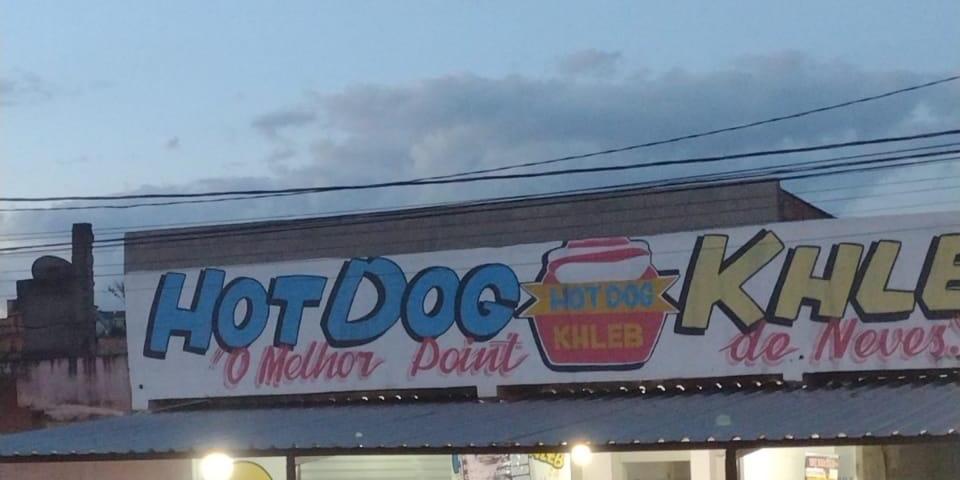 HOT DOG
HOT DOG
KHLEB
KHLE
"O Melhor Point
de Neves."